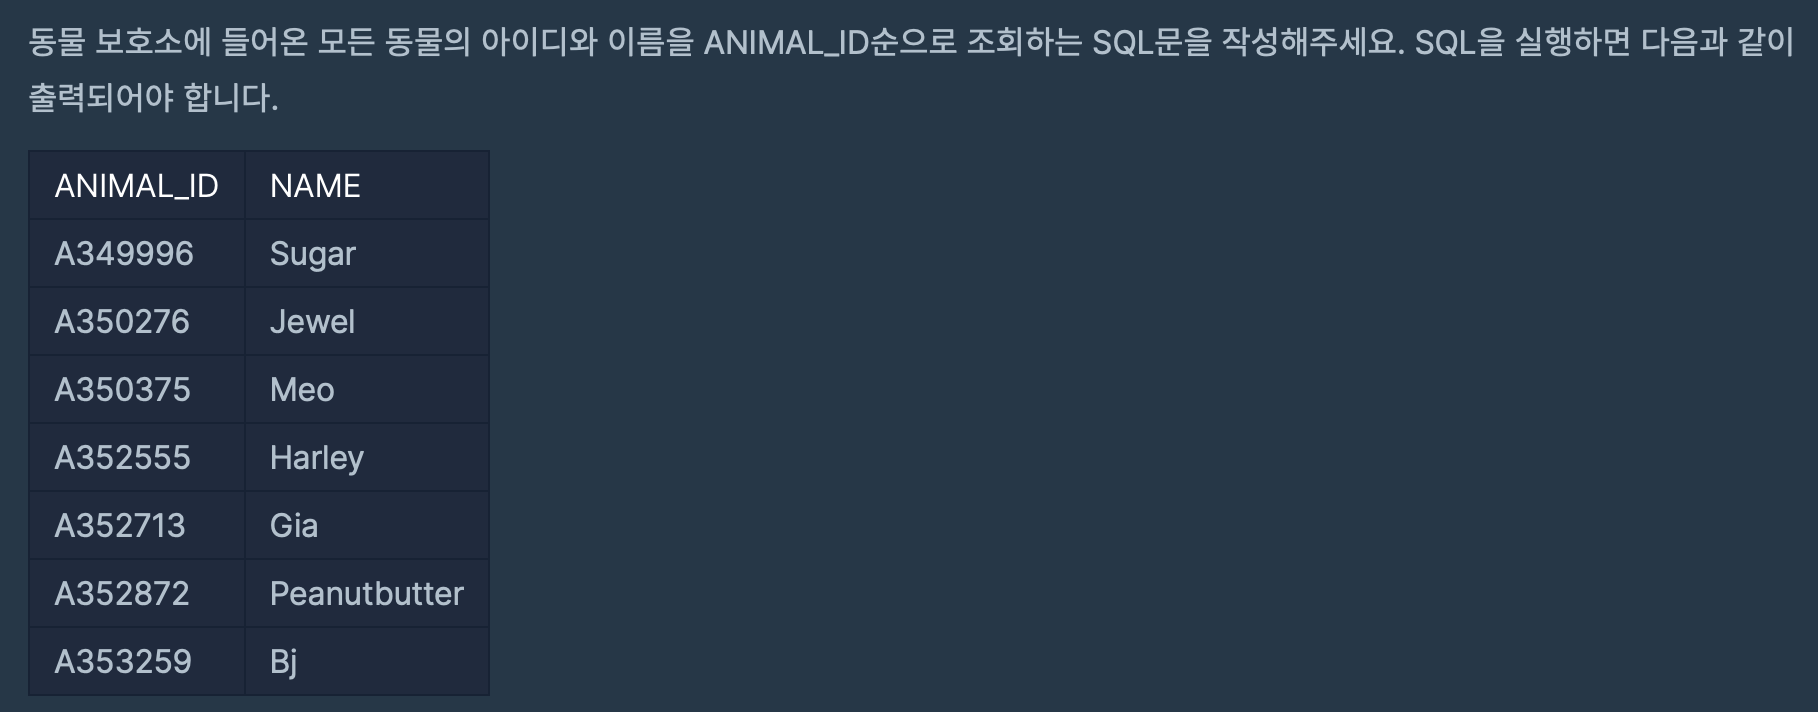 동물 보호소에 들어온 모든 동물의 아이디와 이름을 ANIMAL_ID순으로 조회하는 SQL문을 작성해주세요. SQL을 실행하면 다음과 같이
출력되어야 합니다.
ANIMAL_ID NAME
A349996 Sugar
A350276 Jewel
A350375 Meo
A352555 Harley
A352713 Gia
A352872 Peanutbutter
A353259 Bj